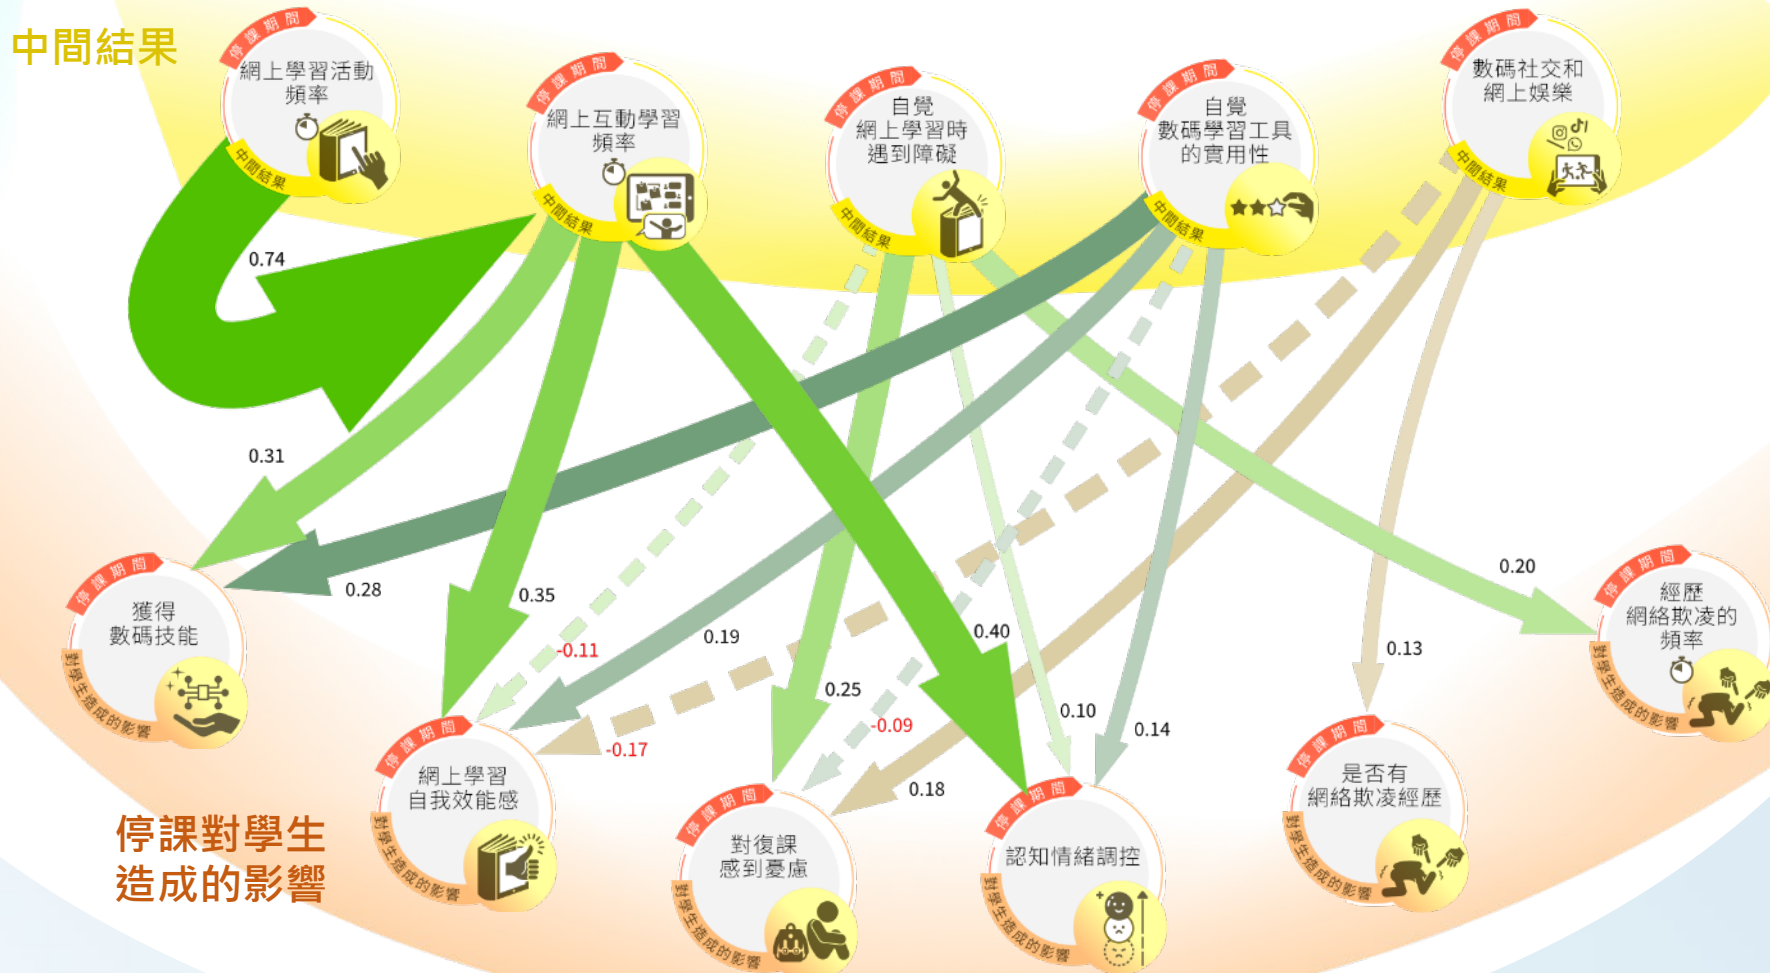 中間結果
停課期間
網上學習活動
頻率
中間結果
停課期間
網上互動學習
頻率
中間結果
停課期間
自覺
網上學習時
遇到障礙
中間結果
停課期間
自覺
數碼學習工具
的實用性
中間結果
停課期間
數碼社交和
網上娛樂
中間結果
0.74
0.31
0.28
0.35
-0.11
0.19
-0.17
0.25
-0.09
0.18
0.40
0.10
0.14
0.13
0.20
停課期間
獲得
數碼技能
對學生造成的影響
停課期間
網上學習
自我效能感
對學生造成的影響
停課期間
對復課
感到憂慮
對學生造成的影響
停課期間
認知情緒調控
對學生造成的影響
停課期間
是否有
網絡欺凌經歷
對學生造成的影響
停課期間
經歷
網絡欺凌的
頻率
對學生造成的影響
停課對學生
造成的影響